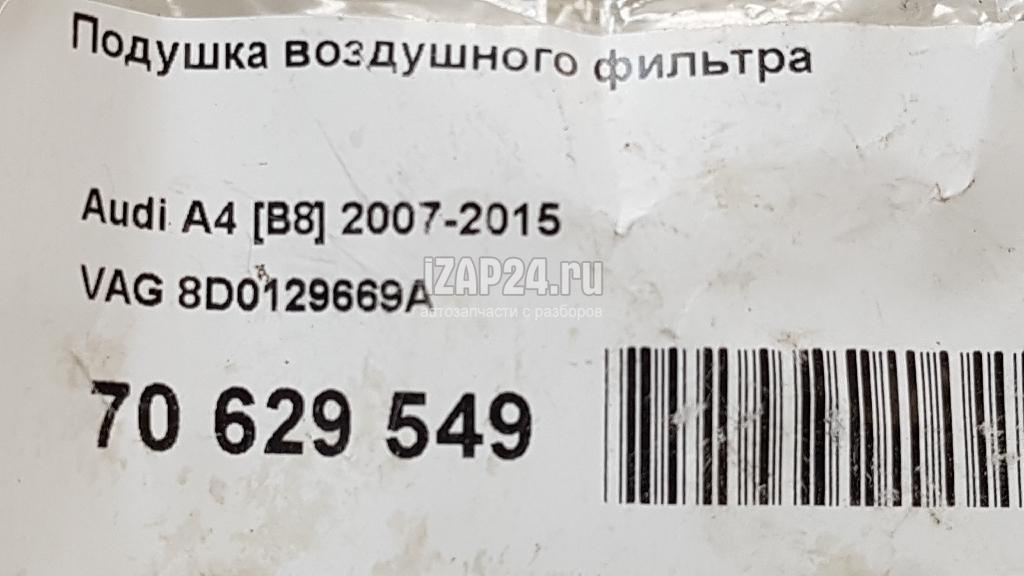 Подушка воздушного фильтра
Audi A4 [B8] 2007-2015
VAG 8D0129669A
iZAP24.ru
автозапчасти с разборов
70 629 549